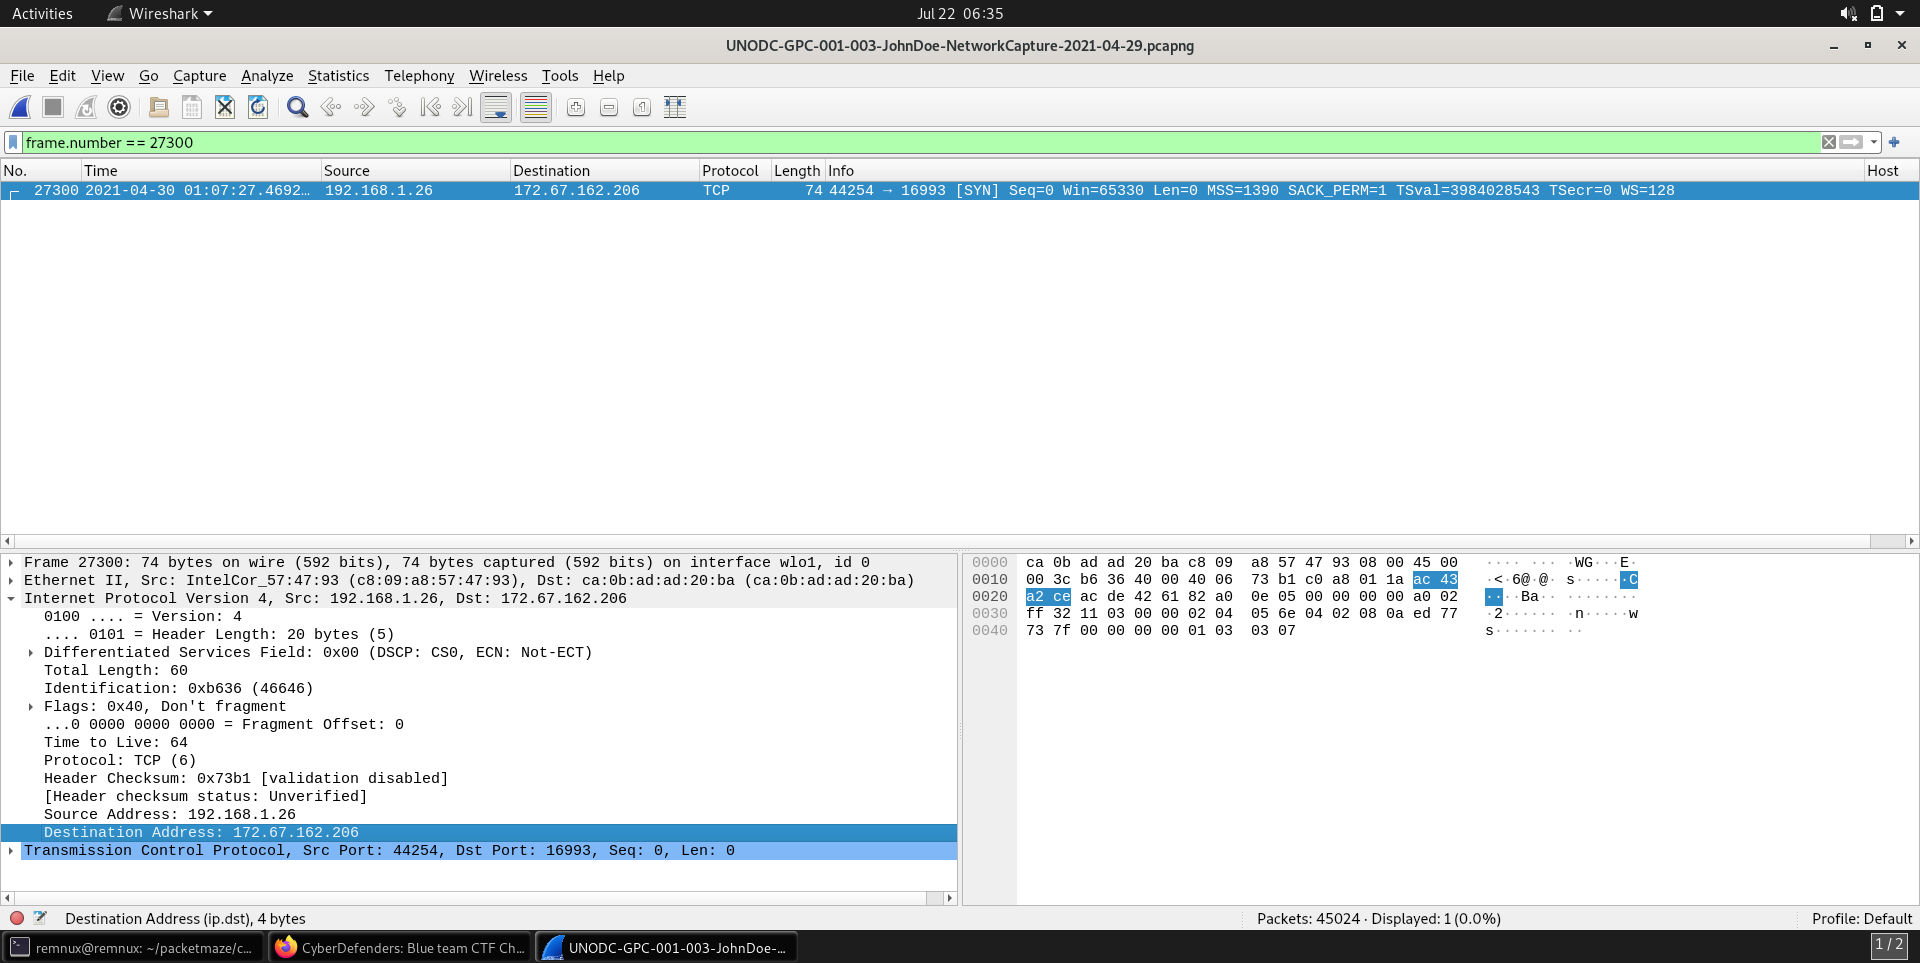 Activities Wireshark Jul 22 06:35
UNODC-GPC-001-003-JohnDoe-NetworkCapture-2021-04-29.pcapng
File Edit View Go Capture Analyze Statistics Telephony Wireless Tools Help
frame.number == 27300
No. Time Source Destination Protocol Length Info Host
27300 2021-04-30 01:07:27.4692… 192.168.1.26 172.67.162.206 TCP 74 44254 → 16993 [SYN] Seq=0 Win=65330 Len=0 MSS=1390 SACK_PERM=1 TSval=3984028543 TSecr=0 WS=128
Frame 27300: 74 bytes on wire (592 bits), 74 bytes captured (592 bits) on interface wlo1, id 0
Ethernet II, Src: IntelCor_57:47:93 (c8:09:a8:57:47:93), Dst: ca:0b:ad:ad:20:ba (ca:0b:ad:ad:20:ba)
Internet Protocol Version 4, Src: 192.168.1.26, Dst: 172.67.162.206
0100 .... = Version: 4
.... 0101 = Header Length: 20 bytes (5)
Differentiated Services Field: 0x00 (DSCP: CS0, ECN: Not-ECT)
Total Length: 60
Identification: 0xb636 (46646)
Flags: 0x40, Don't fragment
...0 0000 0000 0000 = Fragment Offset: 0
Time to Live: 64
Protocol: TCP (6)
Header Checksum: 0x73b1 [validation disabled]
[Header checksum status: Unverified]
Source Address: 192.168.1.26
Destination Address: 172.67.162.206
Transmission Control Protocol, Src Port: 44254, Dst Port: 16993, Seq: 0, Len: 0
0000 ca 0b ad ad 20 ba c8 09 a8 57 47 93 08 00 45 00 ···· ··· ·WG···E·
0010 00 3c b6 36 40 00 40 06 73 b1 c0 a8 01 1a ac 43 ·<·6@·@· s······C
0020 a2 ce ac de 42 61 82 a0 0e 05 00 00 00 00 a0 02 ····Ba·· ········
0030 ff 32 11 03 00 00 02 04 05 6e 04 02 08 0a ed 77 ·2······ ·n·····w
0040 73 7f 00 00 00 00 01 03 03 07 s······· ··
Destination Address (ip.dst), 4 bytes Packets: 45024 · Displayed: 1 (0.0%) Profile: Default
remnux@remnux: ~/packetmaze/c… CyberDefenders: Blue team CTF Ch… UNODC-GPC-001-003-JohnDoe-… 1 / 2